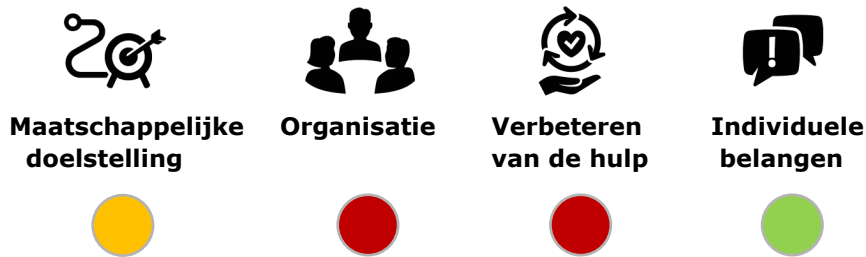 Maatschappelijke
doelstelling
Organisatie
Verbeteren
van de hulp
Individuele
belangen